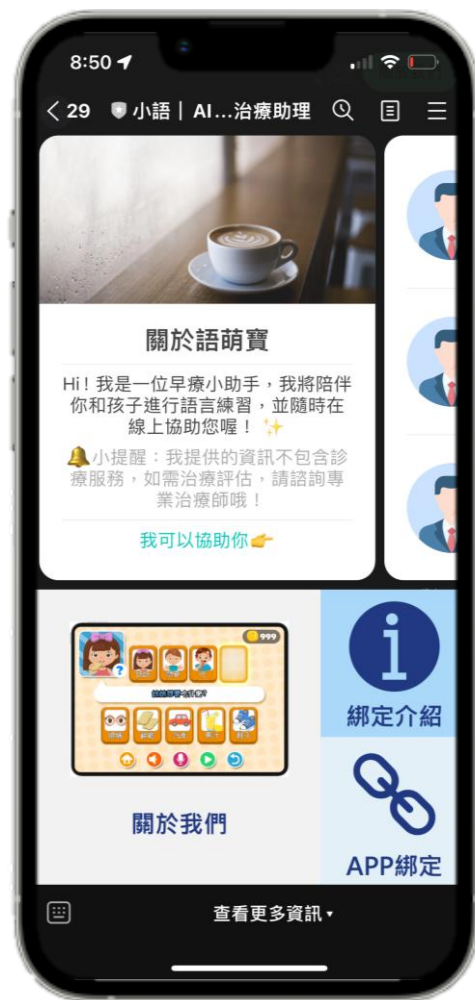 8:50
29 小語｜AI...治療助理
關於語萌寶
Hi！我是一位早療小助手，我將陪伴
你和孩子進行語言練習，並隨時在
線上協助您喔！
小提醒：我提供的資訊不包含診
療服務，如需治療評估，請諮詢專
業治療師哦！
我可以協助你
999
?
關於我們
綁定介紹
APP綁定
查看更多資訊